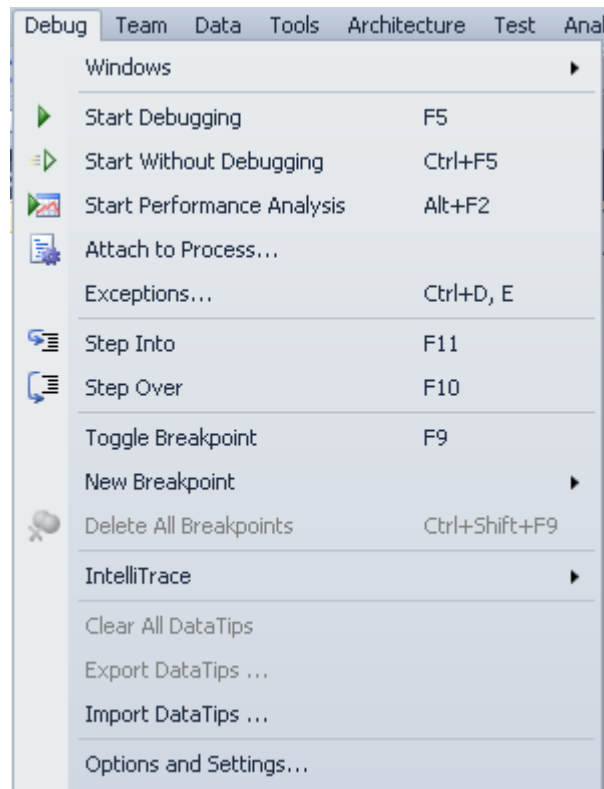 Debug Team Data Tools Architecture Test
Windows
Start Debugging F5
Start Without Debugging Ctrl+F5
Start Performance Analysis Alt+F2
Attach to Process...
Exceptions... Ctrl+D, E
Step Into F11
Step Over F10
Toggle Breakpoint F9
New Breakpoint
Delete All Breakpoints Ctrl+Shift+F9
IntelliTrace
Clear All DataTips
Export DataTips ...
Import DataTips ...
Options and Settings...